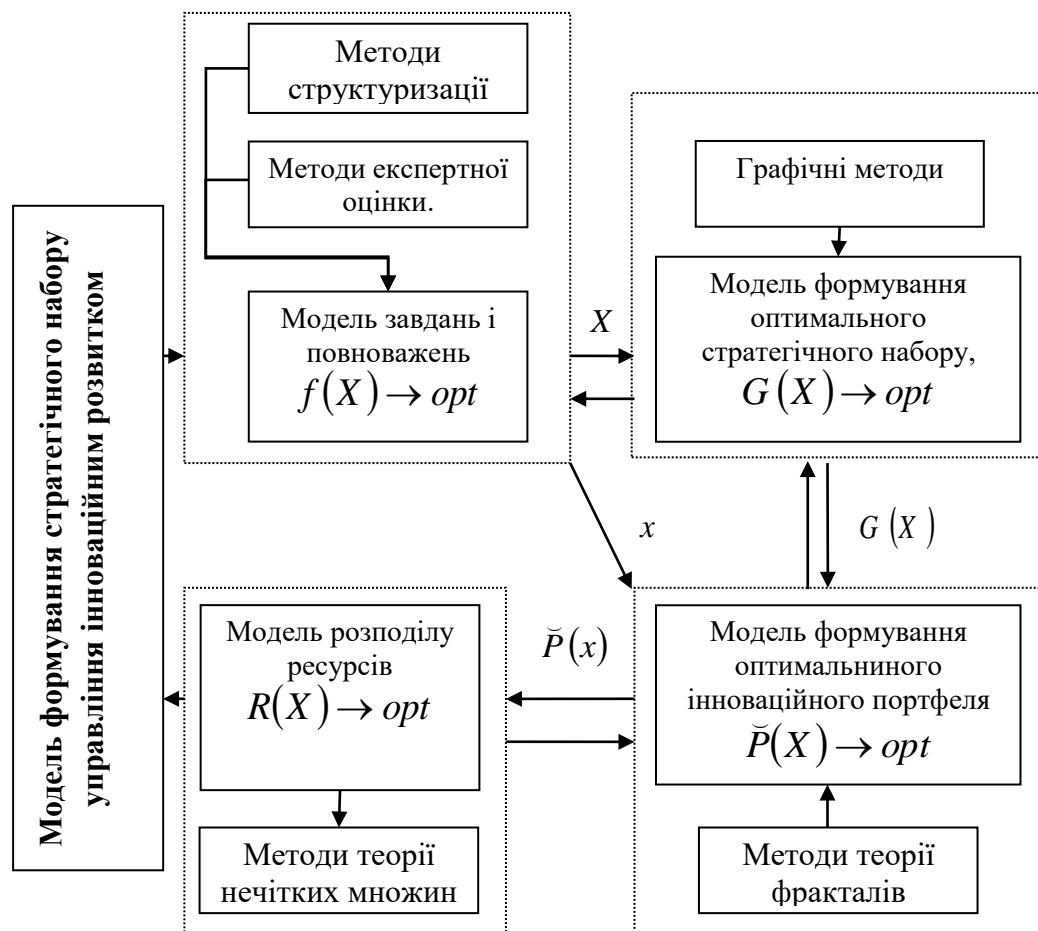 Модель формування стратегічного набору
управління інноваційним розвитком
Методи
структуризації
Методи експертної
оцінки.
Модель завдань і
повноважень
f(X) → opt
X
Графічні методи
Модель формування
оптимального
стратегічного набору,
G(X) → opt
x
G (X)
Модель розподілу
ресурсів
R(X) → opt
Методи теорії
нечітких множин
P̆(x)
Модель формування
оптимальниного
інноваційного портфеля
P̆(X) → opt
Методи теорії
фракталів